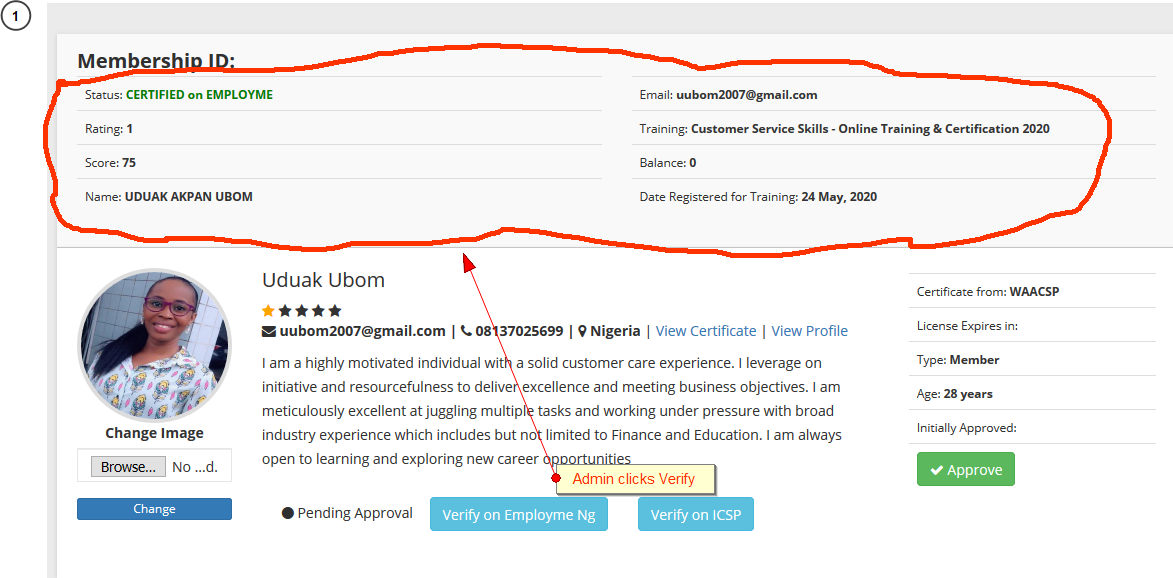 1
Membership ID:
Status: CERTIFIED on EMPLOYME
Email: uubom2007@gmail.com
Rating: 1
Training: Customer Service Skills - Online Training & Certification 2020
Score: 75
Balance: 0
Name: UDUAK AKPAN UBOM
Date Registered for Training: 24 May, 2020
Uduak Ubom
uubom2007@gmail.com | 08137025699 | Nigeria | View Certificate | View Profile
I am a highly motivated individual with a solid customer care experience. I leverage on
initiative and resourcefulness to deliver excellence and meeting business objectives. I am
meticulously excellent at juggling multiple tasks and working under pressure with broad
industry experience which includes but not limited to Finance and Education. I am always
open to learning and exploring new career opportunities
Change Image
Browse... No ...d.
Change
Admin clicks Verify
Pending Approval
Verify on Employme Ng
Verify on ICSP
Certificate from: WAACSP
License Expires in:
Type: Member
Age: 28 years
Initially Approved:
Approve